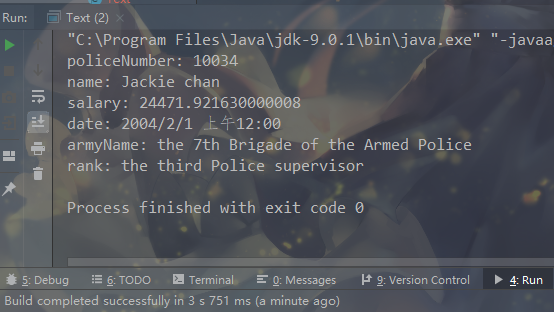 Text
Run:
Text (2)
"C:\Program Files\Java\jdk-9.0.1\bin\java.exe" "-javaa
policeNumber: 10034
name: Jackie chan
salary: 24471.921630000008
date: 2004/2/1 上午12:00
armyName: the 7th Brigade of the Armed Police
rank: the third Police supervisor
Process finished with exit code 0
5: Debug 6: TODO Terminal 0: Messages 9: Version Control 4: Run
Build completed successfully in 3 s 751 ms (a minute ago)